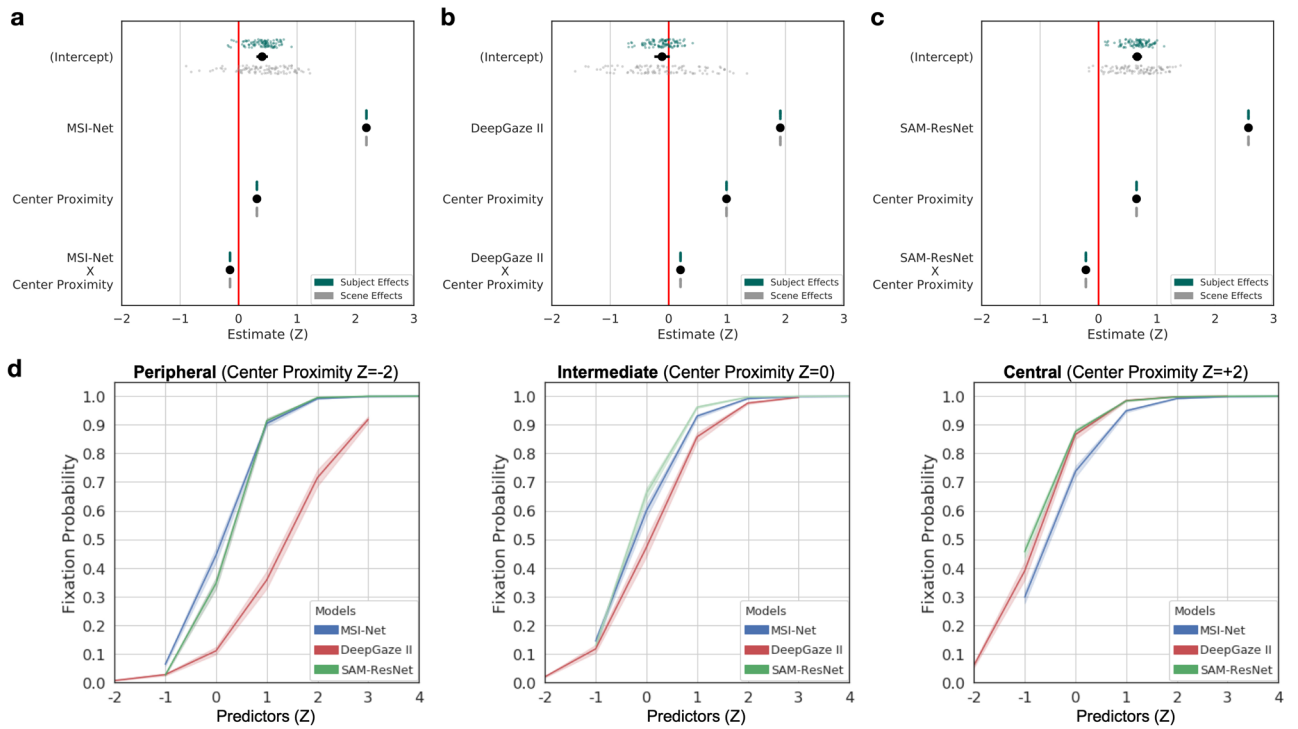 a
(Intercept)
MSI-Net
Center Proximity
MSI-Net
X
Center Proximity
Subject Effects
Scene Effects
−2 −1 0 1 2 3
Estimate (Z)
b
(Intercept)
DeepGaze II
Center Proximity
DeepGaze II
X
Center Proximity
Subject Effects
Scene Effects
−2 −1 0 1 2 3
Estimate (Z)
c
(Intercept)
SAM-ResNet
Center Proximity
SAM-ResNet
X
Center Proximity
Subject Effects
Scene Effects
−2 −1 0 1 2 3
Estimate (Z)
d
Peripheral (Center Proximity Z=-2)
Fixation Probability
1.0
0.9
0.8
0.7
0.6
0.5
0.4
0.3
0.2
0.1
0.0
Models
MSI-Net
DeepGaze II
SAM-ResNet
-2 -1 0 1 2 3 4
Predictors (Z)
Intermediate (Center Proximity Z=0)
Fixation Probability
1.0
0.9
0.8
0.7
0.6
0.5
0.4
0.3
0.2
0.1
0.0
Models
MSI-Net
DeepGaze II
SAM-ResNet
-2 -1 0 1 2 3 4
Predictors (Z)
Central (Center Proximity Z=+2)
Fixation Probability
1.0
0.9
0.8
0.7
0.6
0.5
0.4
0.3
0.2
0.1
0.0
Models
MSI-Net
DeepGaze II
SAM-ResNet
-2 -1 0 1 2 3 4
Predictors (Z)